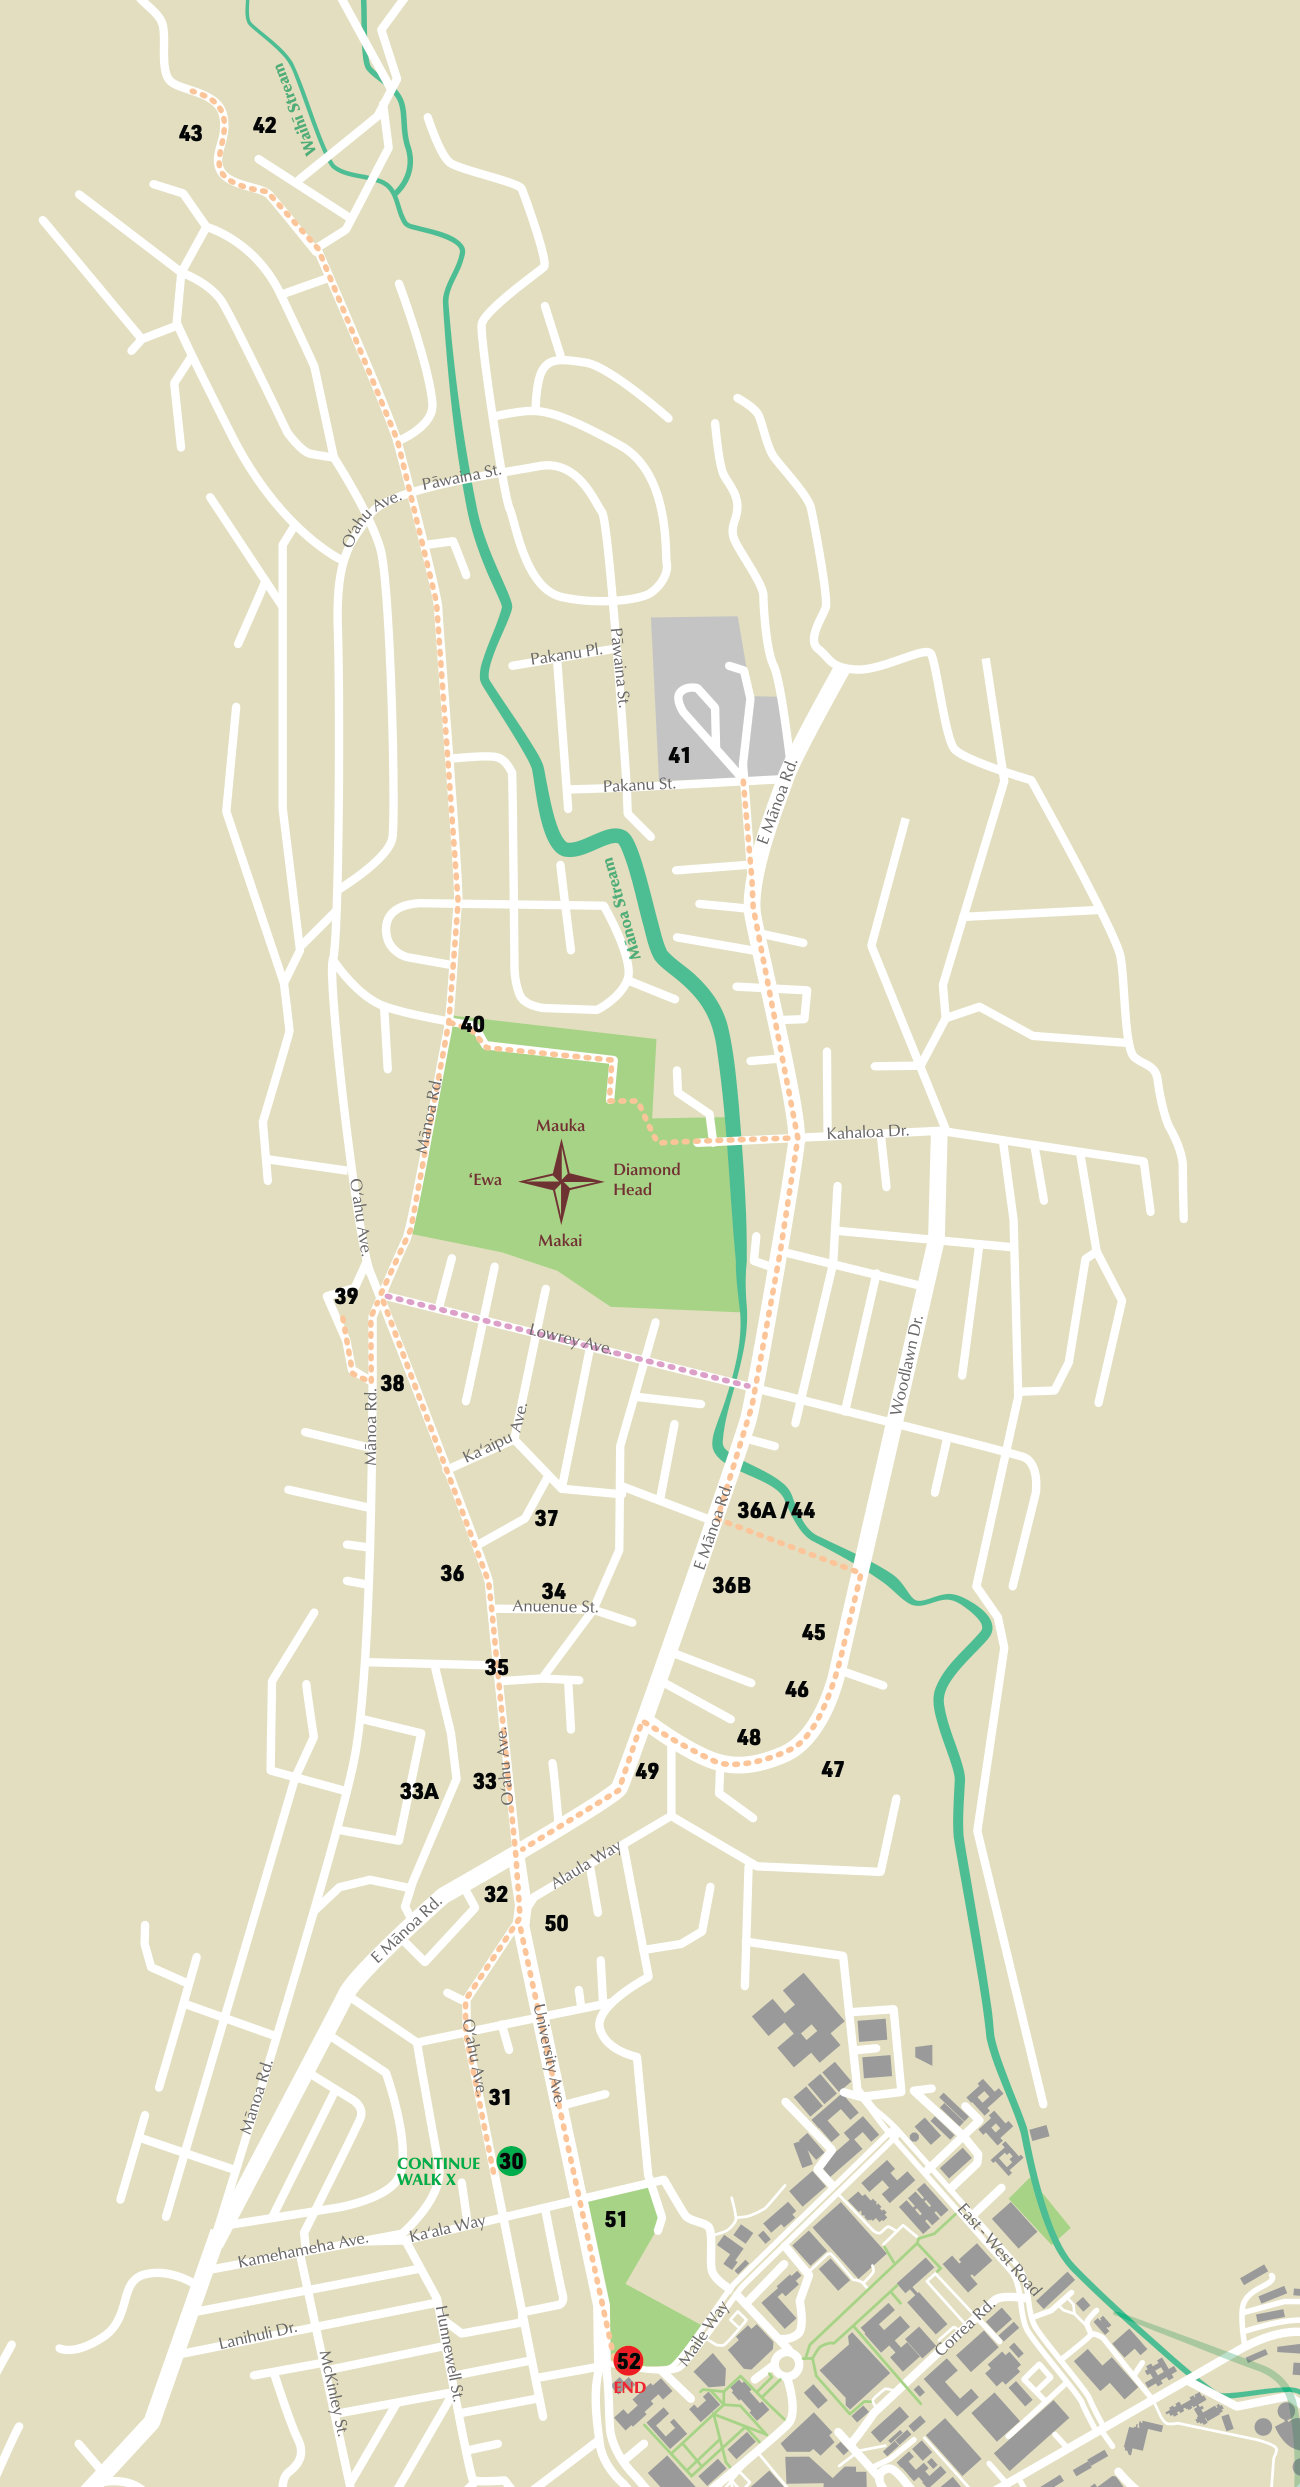 Waihī Stream
42
43
Pāwaina St.
Oʻahu Ave.
Pakanu Pl.
Pāwaina St.
41
Pakanu St.
E Mānoa Rd.
Mānoa Stream
40
Mānoa Rd.
Mauka
ʻEwa
Diamond
Head
Makai
Kahaloa Dr.
Oʻahu Ave.
39
Lowrey Ave.
Woodlawn Dr.
38
Mānoa Rd.
Kaʻaipu Ave.
37
E Mānoa Rd.
36A / 44
36
34
36B
Anuenue St.
45
35
46
48
49
47
33
33A
Oʻahu Ave.
Alaula Way
32
50
E Mānoa Rd.
University Ave.
Oʻahu Ave.
Mānoa Rd.
31
CONTINUE
WALK X
30
51
Kaʻala Way
Kamehameha Ave.
East - West Road
Lanihuli Dr.
Hunnewell St.
McKinley St.
Maile Way
Correa Rd.
52
END